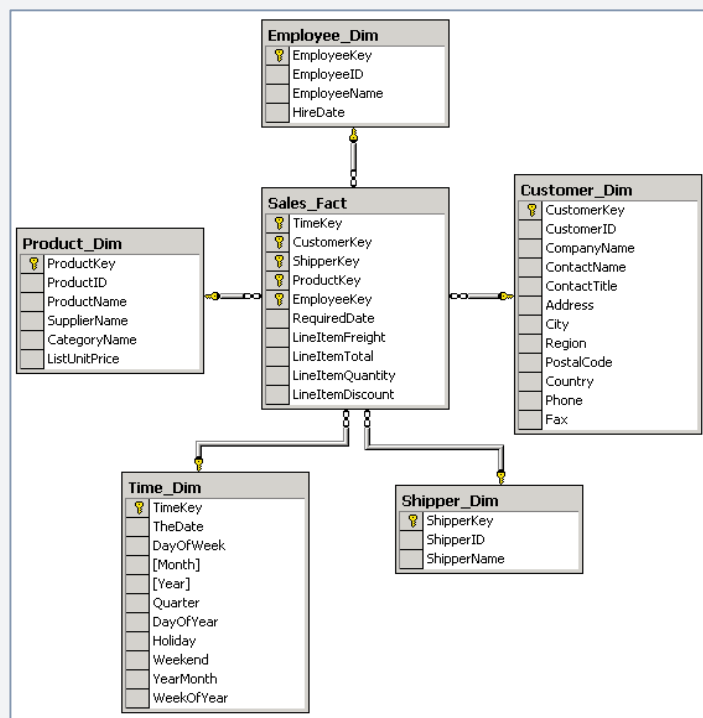 Employee_Dim
EmployeeKey
EmployeeID
EmployeeName
HireDate
Sales_Fact
TimeKey
CustomerKey
ShipperKey
ProductKey
EmployeeKey
RequiredDate
LineItemFreight
LineItemTotal
LineItemQuantity
LineItemDiscount
Customer_Dim
CustomerKey
CustomerID
CompanyName
ContactName
ContactTitle
Address
City
Region
PostalCode
Country
Phone
Fax
Product_Dim
ProductKey
ProductID
ProductName
SupplierName
CategoryName
ListUnitPrice
Time_Dim
TimeKey
TheDate
DayOfWeek
[Month]
[Year]
Quarter
DayOfYear
Holiday
Weekend
YearMonth
WeekOfYear
Shipper_Dim
ShipperKey
ShipperID
ShipperName